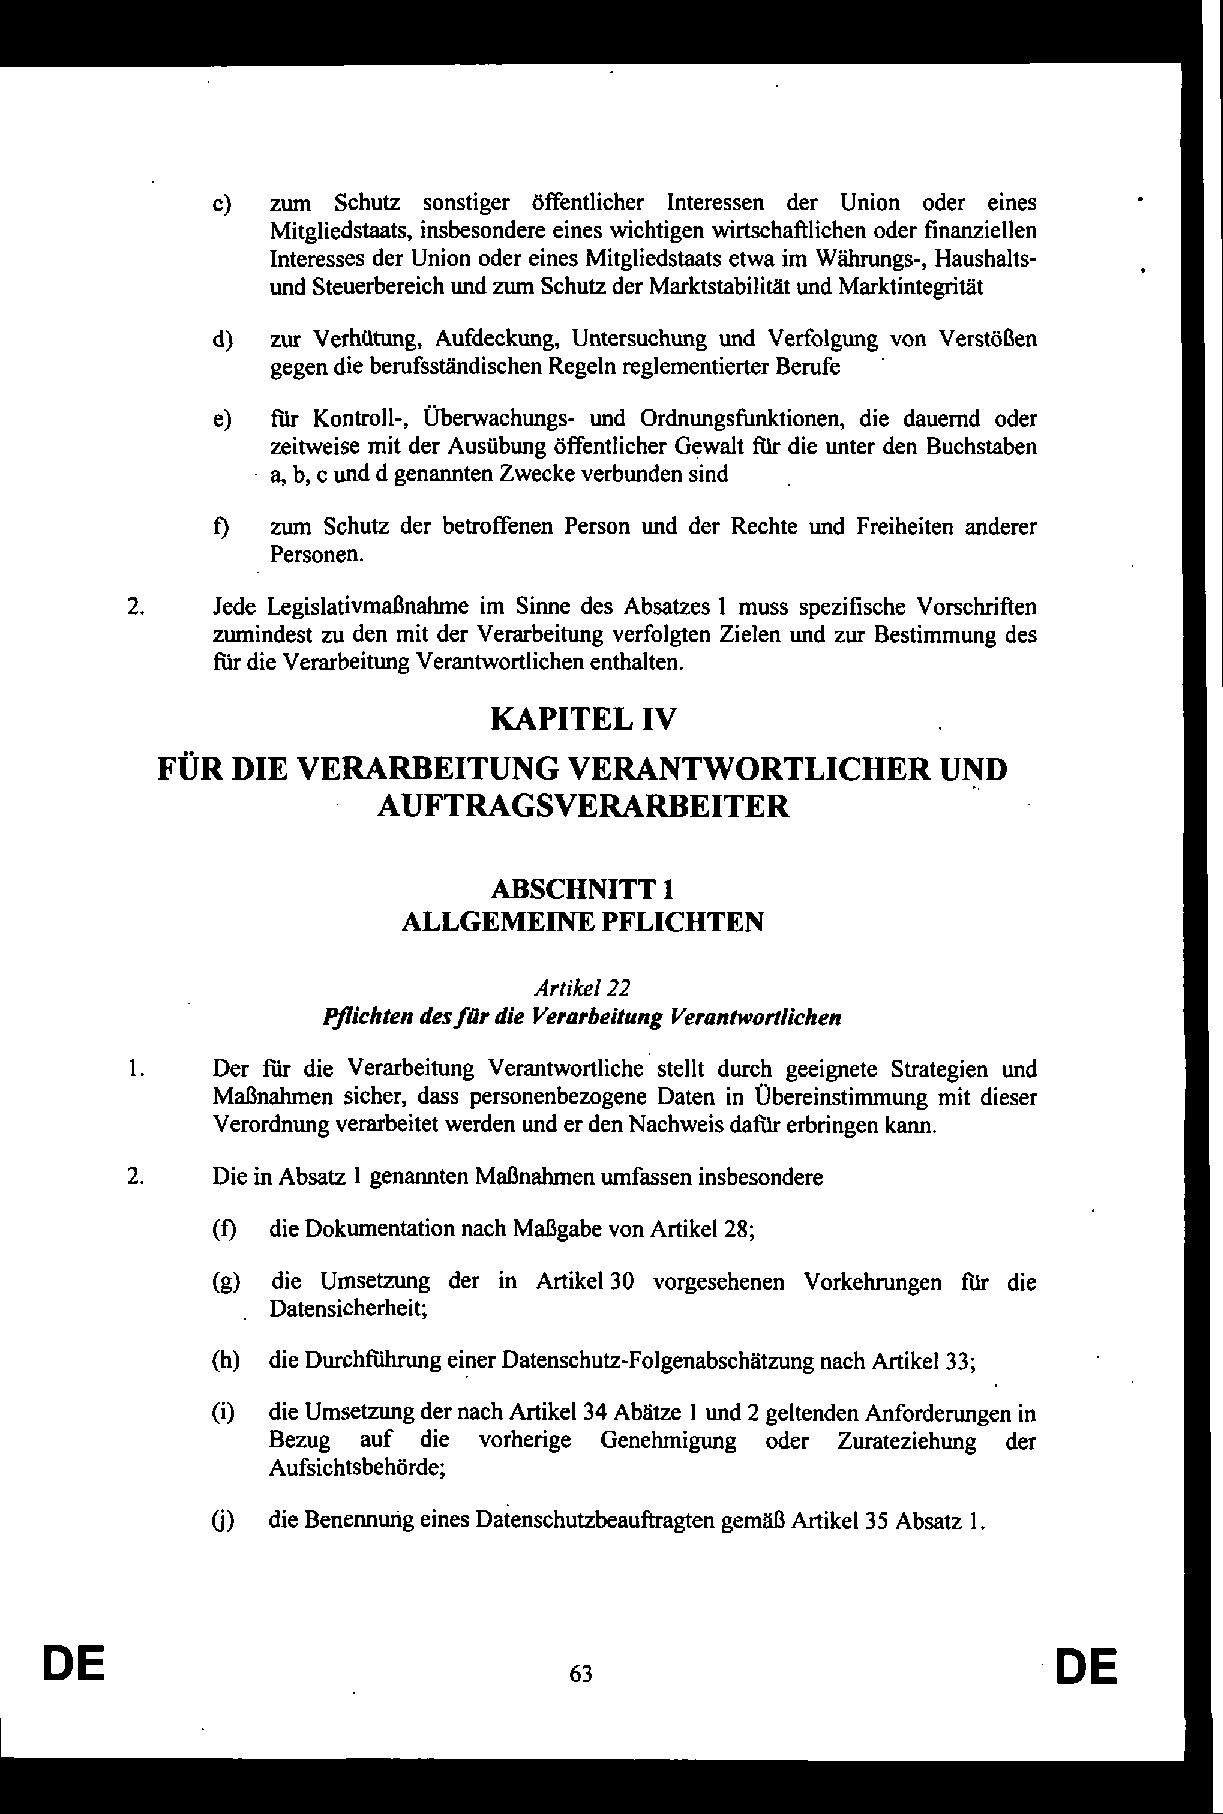 c) zum Schutz sonstiger öffentlicher Interessen der Union oder eines
Mitgliedstaats, insbesondere eines wichtigen wirtschaftlichen oder finanziellen
Interesses der Union oder eines Mitgliedstaats etwa im Währungs-, Haushalts-
und Steuerbereich und zum Schutz der Marktstabilität und Marktintegrität
d) zur Verhütung, Aufdeckung, Untersuchung und Verfolgung von Verstößen
gegen die berufsständischen Regeln reglementierter Berufe
e) für Kontroll-, Überwachungs- und Ordnungsfunktionen, die dauernd oder
zeitweise mit der Ausübung öffentlicher Gewalt für die unter den Buchstaben
a, b, c und d genannten Zwecke verbunden sind
f) zum Schutz der betroffenen Person und der Rechte und Freiheiten anderer
Personen.
2. Jede Legislativmaßnahme im Sinne des Absatzes 1 muss spezifische Vorschriften
zumindest zu den mit der Verarbeitung verfolgten Zielen und zur Bestimmung des
für die Verarbeitung Verantwortlichen enthalten.
KAPITEL IV
FÜR DIE VERARBEITUNG VERANTWORTLICHER UND
AUFTRAGSVERARBEITER
ABSCHNITT 1
ALLGEMEINE PFLICHTEN
Artikel 22
Pflichten des für die Verarbeitung Verantwortlichen
1. Der für die Verarbeitung Verantwortliche stellt durch geeignete Strategien und
Maßnahmen sicher, dass personenbezogene Daten in Übereinstimmung mit dieser
Verordnung verarbeitet werden und er den Nachweis dafür erbringen kann.
2. Die in Absatz 1 genannten Maßnahmen umfassen insbesondere
(f) die Dokumentation nach Maßgabe von Artikel 28;
(g) die Umsetzung der in Artikel 30 vorgesehenen Vorkehrungen für die
Datensicherheit;
(h) die Durchführung einer Datenschutz-Folgenabschätzung nach Artikel 33;
(i) die Umsetzung der nach Artikel 34 Abätze 1 und 2 geltenden Anforderungen in
Bezug auf die vorherige Genehmigung oder Zurateziehung der
Aufsichtsbehörde;
(j) die Benennung eines Datenschutzbeauftragten gemäß Artikel 35 Absatz 1.
DE 63 DE